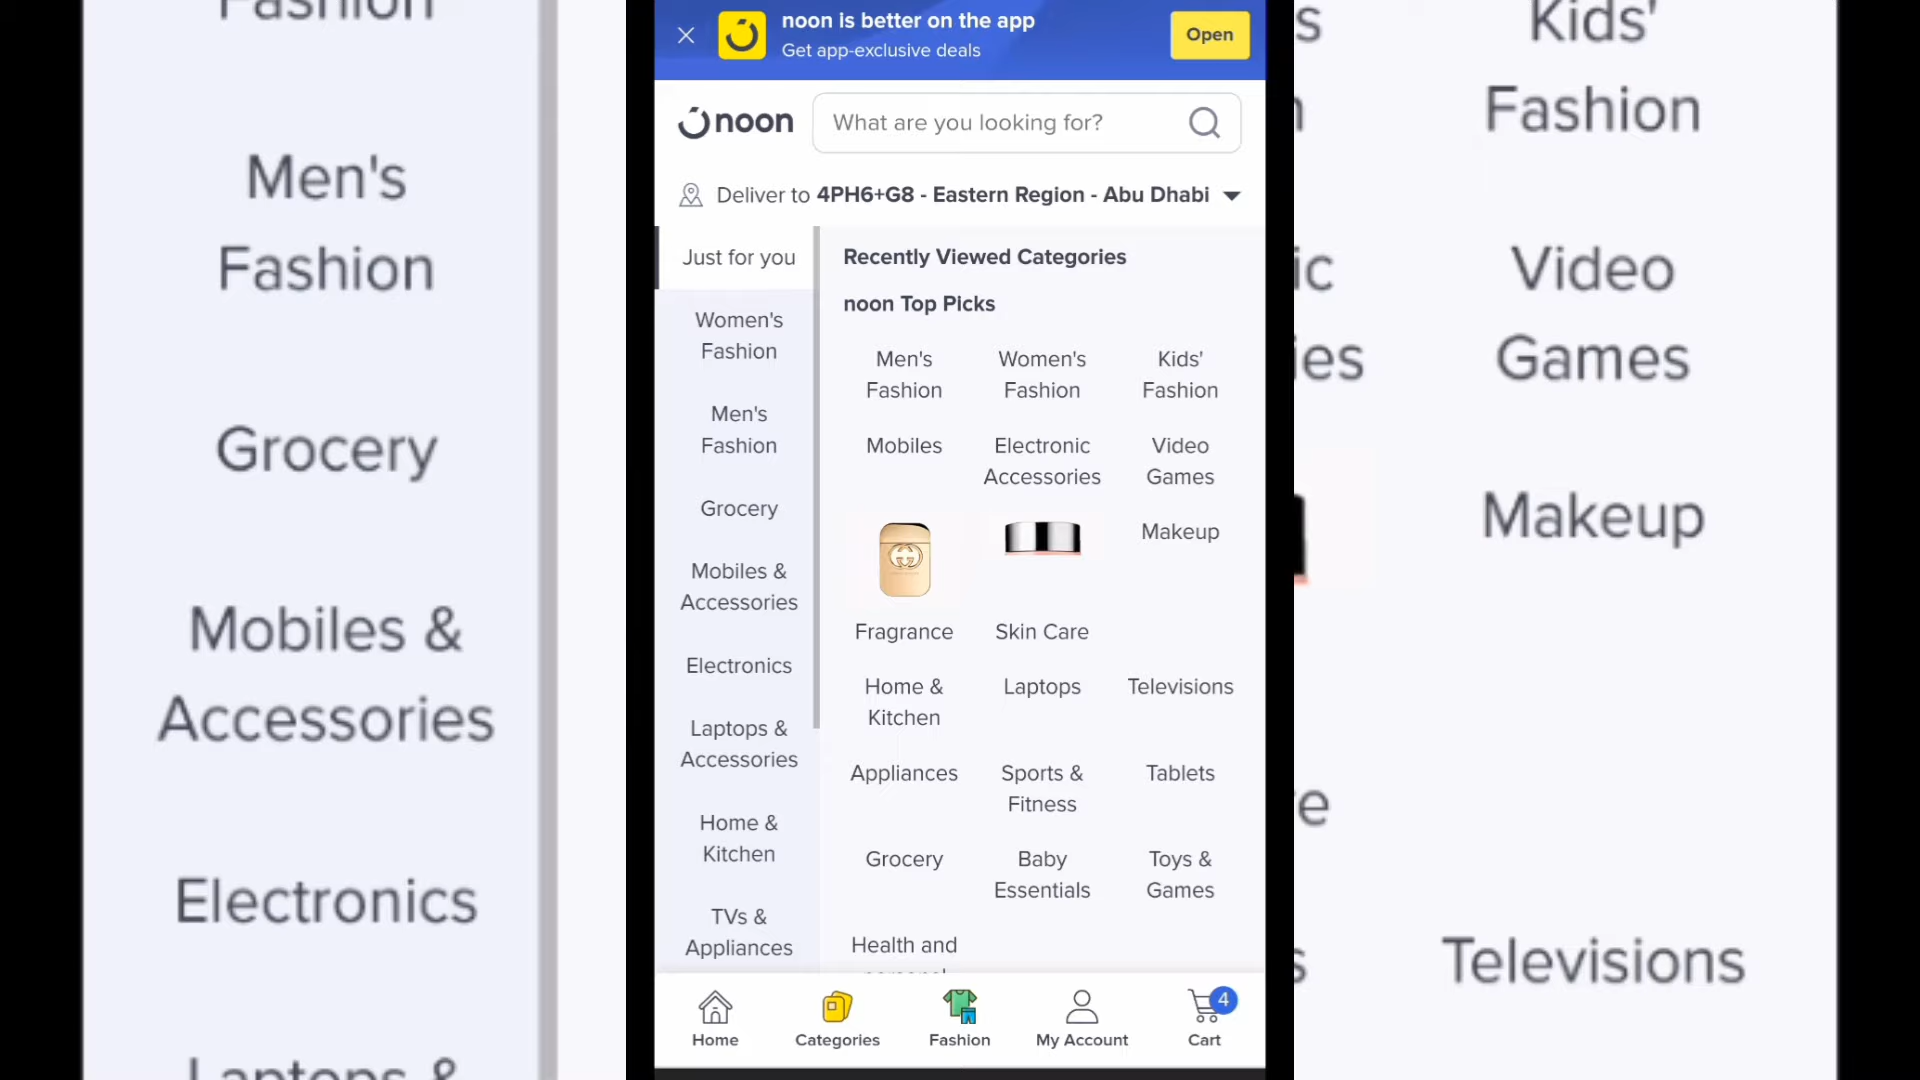 Fashion
Men's
Fashion
Grocery
Mobiles &
Accessories
Electronics
Laptops &
noon is better on the app
Get app-exclusive deals
Open
noon
What are you looking for?
Deliver to 4PH6+G8 - Eastern Region - Abu Dhabi
Just for you
Women's
Fashion
Men's
Fashion
Grocery
Mobiles &
Accessories
Electronics
Laptops &
Accessories
Home &
Kitchen
TVs &
Appliances
Recently Viewed Categories
noon Top Picks
Men's
Fashion
Women's
Fashion
Kids'
Fashion
Mobiles
Electronic
Accessories
Video
Games
Fragrance
Skin Care
Makeup
Home &
Kitchen
Laptops
Televisions
Appliances
Sports &
Fitness
Tablets
Grocery
Baby
Essentials
Toys &
Games
Health and
personal
Home
Categories
Fashion
My Account
4
Cart
s
Kids'
n
Fashion
ic
Video
ies
Games
Makeup
e
s
Televisions